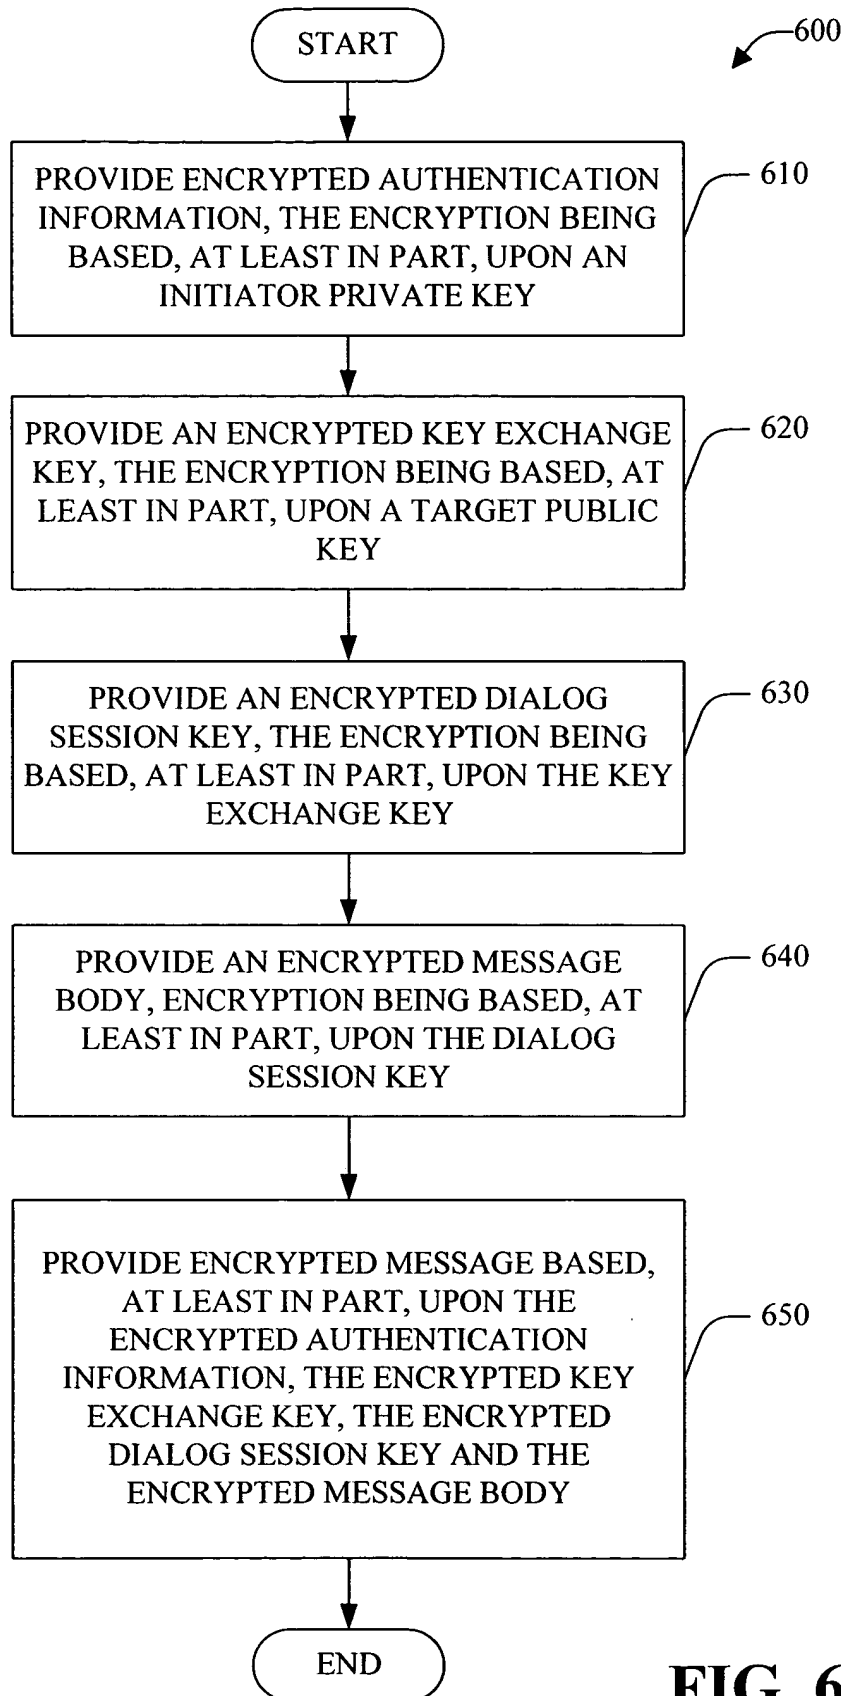 START
600
PROVIDE ENCRYPTED AUTHENTICATION
INFORMATION, THE ENCRYPTION BEING
BASED, AT LEAST IN PART, UPON AN
INITIATOR PRIVATE KEY
610
PROVIDE AN ENCRYPTED KEY EXCHANGE
KEY, THE ENCRYPTION BEING BASED, AT
LEAST IN PART, UPON A TARGET PUBLIC
KEY
620
PROVIDE AN ENCRYPTED DIALOG
SESSION KEY, THE ENCRYPTION BEING
BASED, AT LEAST IN PART, UPON THE KEY
EXCHANGE KEY
630
PROVIDE AN ENCRYPTED MESSAGE
BODY, ENCRYPTION BEING BASED, AT
LEAST IN PART, UPON THE DIALOG
SESSION KEY
640
PROVIDE ENCRYPTED MESSAGE BASED,
AT LEAST IN PART, UPON THE
ENCRYPTED AUTHENTICATION
INFORMATION, THE ENCRYPTED KEY
EXCHANGE KEY, THE ENCRYPTED
DIALOG SESSION KEY AND THE
ENCRYPTED MESSAGE BODY
650
END
FIG. 6